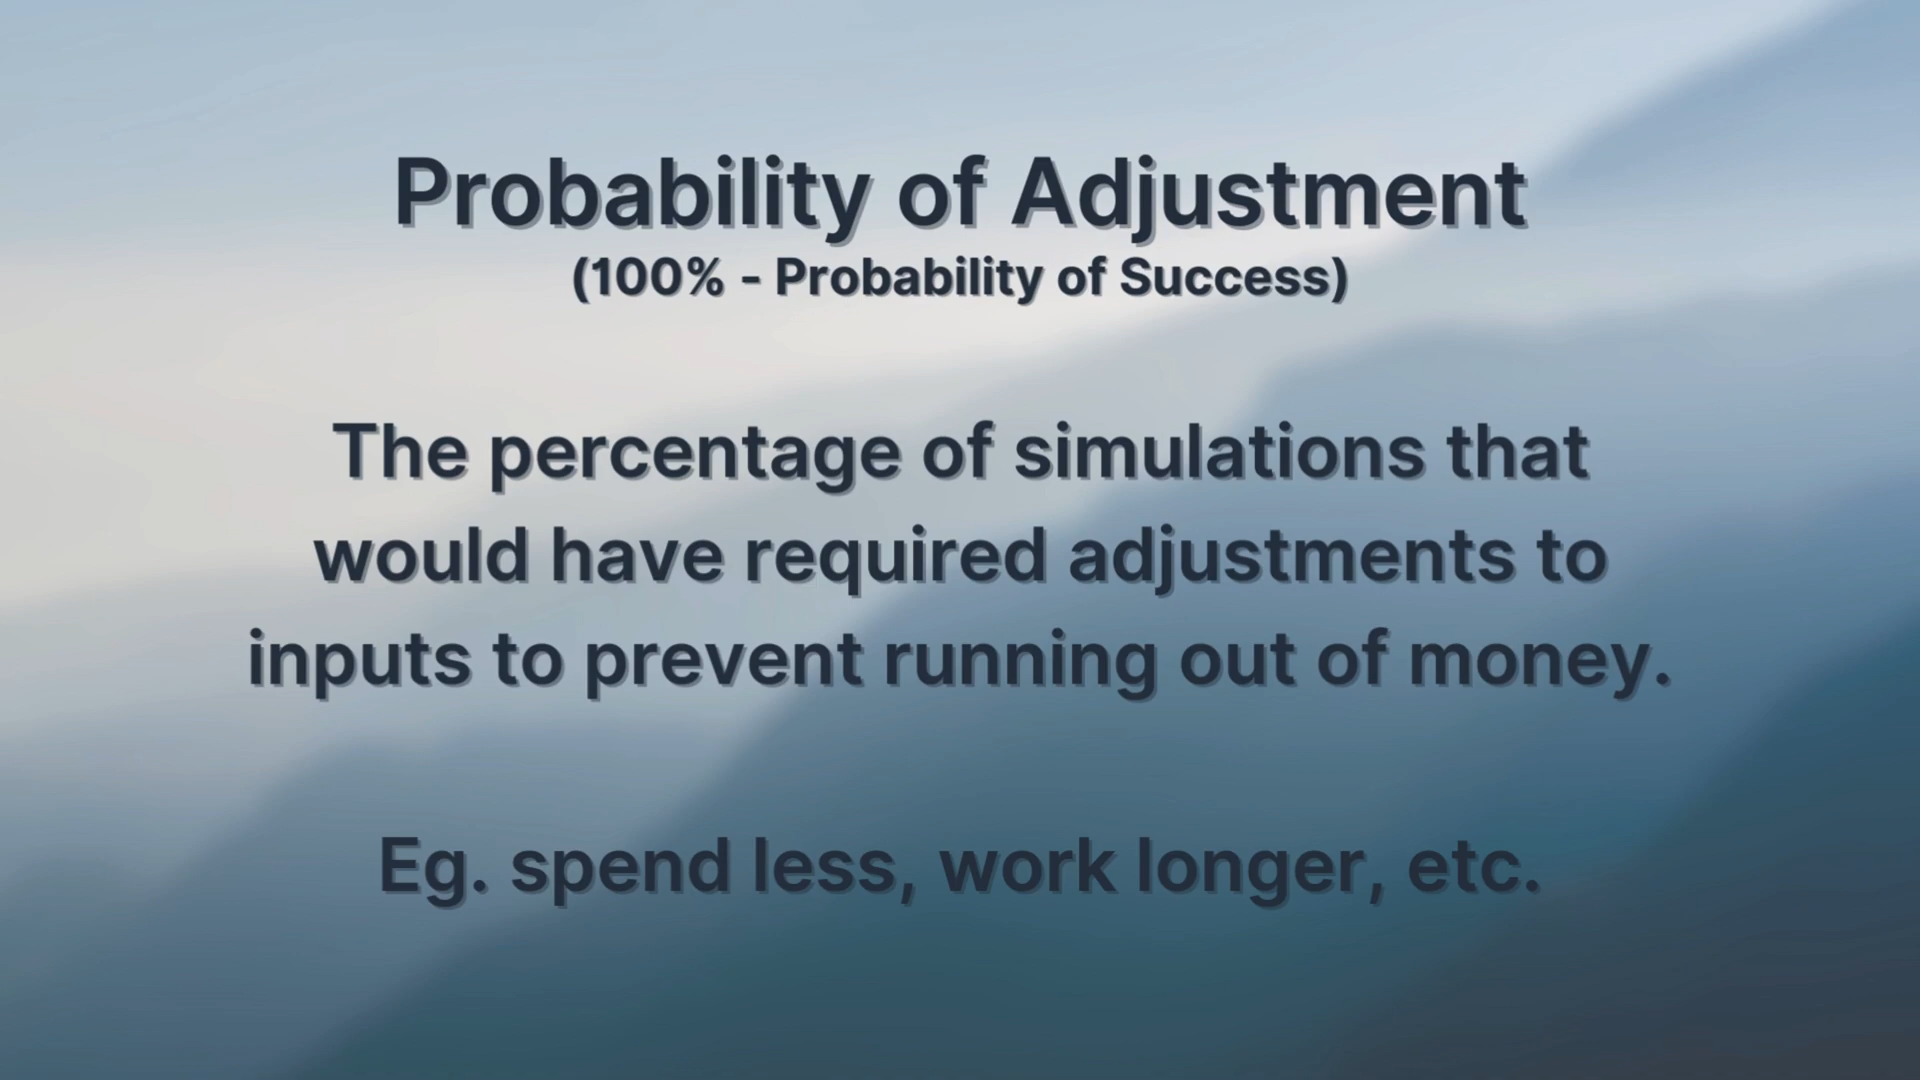 Probability of Adjustment
(100% - Probability of Success)
The percentage of simulations that
would have required adjustments to
inputs to prevent running out of money.
Eg. spend less, work longer, etc.